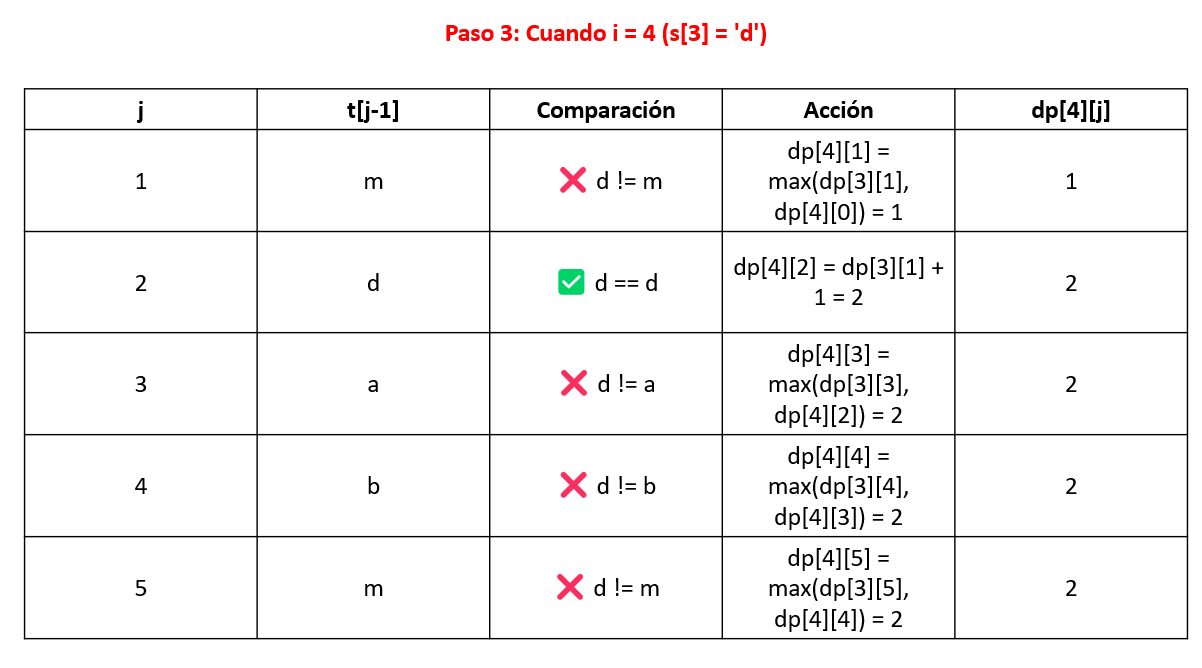 Paso 3: Cuando i = 4 (s[3] = 'd')
j t[j-1] Comparación Acción dp[4][j]
1 m ❌ d != m dp[4][1] =
max(dp[3][1],
dp[4][0]) = 1 1
2 d ✅ d == d dp[4][2] = dp[3][1] +
1 = 2 2
3 a ❌ d != a dp[4][3] =
max(dp[3][3],
dp[4][2]) = 2 2
4 b ❌ d != b dp[4][4] =
max(dp[3][4],
dp[4][3]) = 2 2
5 m ❌ d != m dp[4][5] =
max(dp[3][5],
dp[4][4]) = 2 2